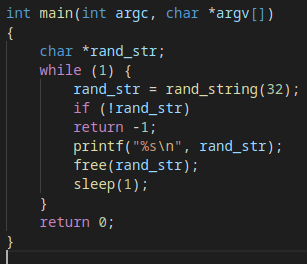 int main(int argc, char *argv[])
{
    char *rand_str;
    while (1) {
        rand_str = rand_string(32);
        if (!rand_str)
        return -1;
        printf("%s\n", rand_str);
        free(rand_str);
        sleep(1);
    }
    return 0;
}